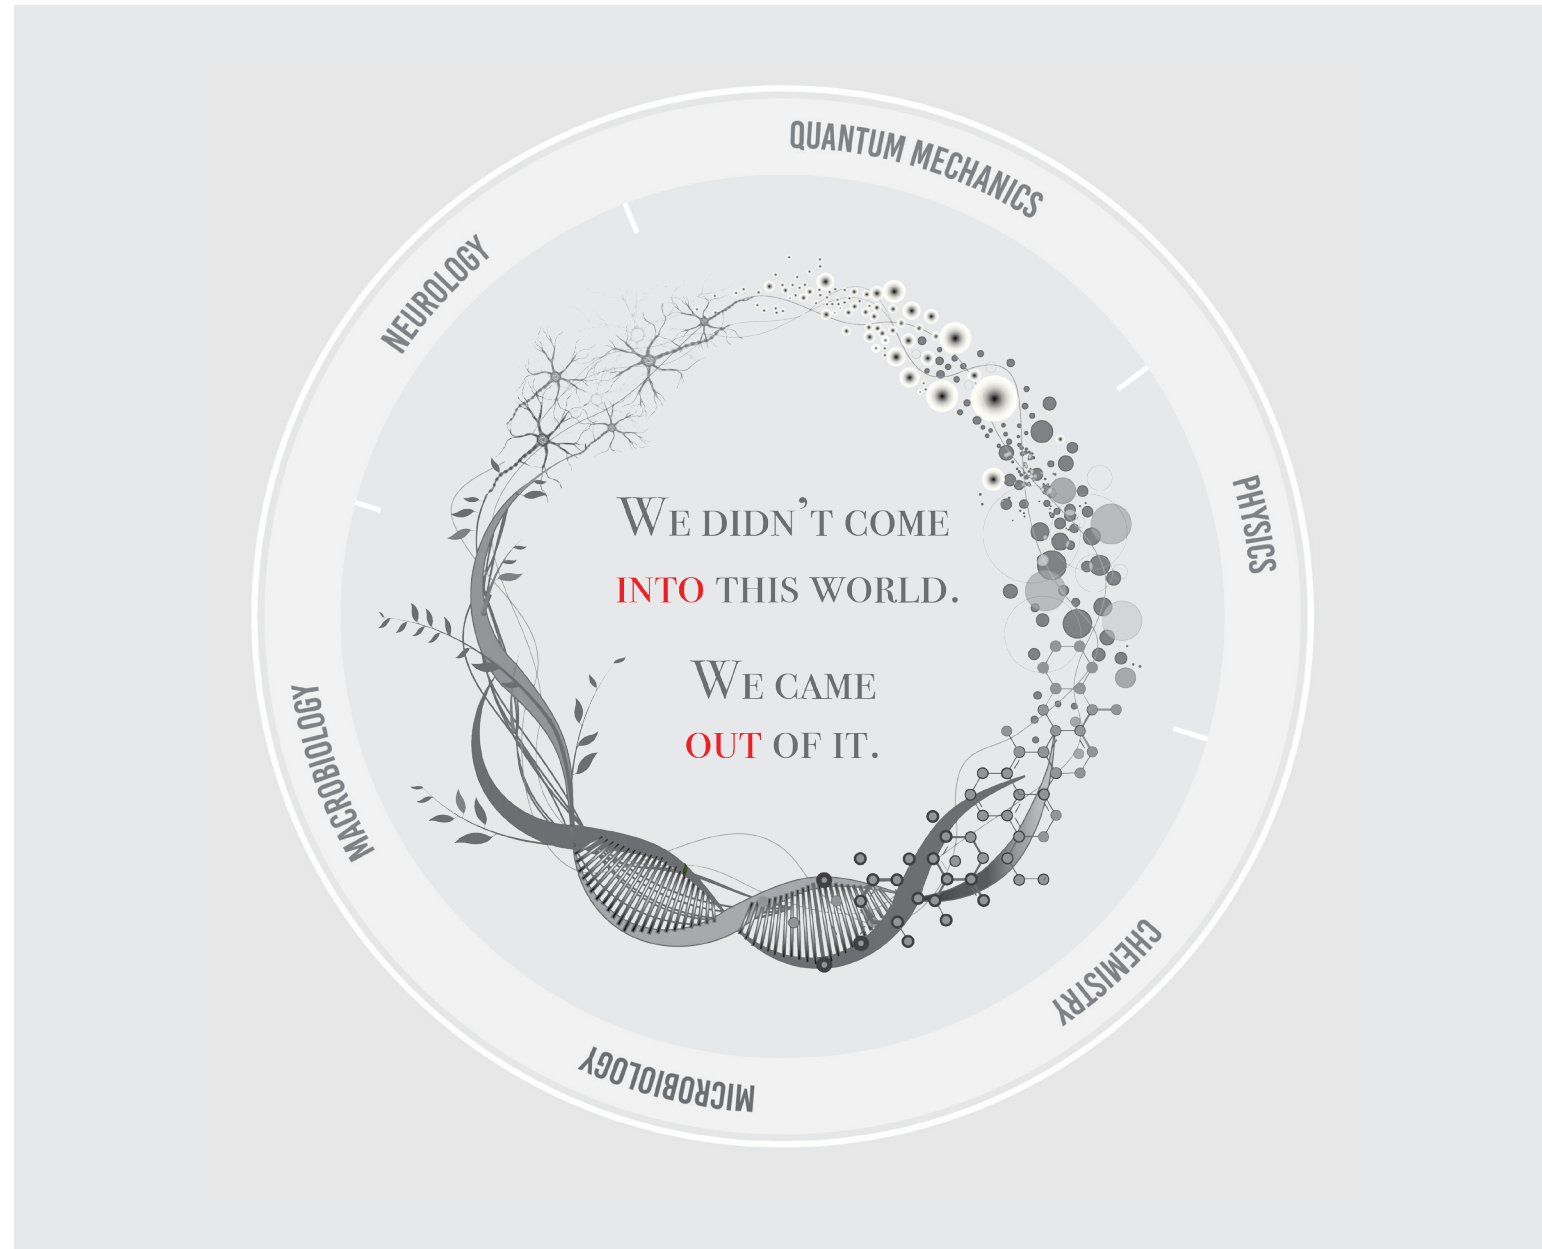 QUANTUM MECHANICS
NEUROLOGY
PHYSICS
WE DIDN'T COME
INTO THIS WORLD.
WE CAME
OUT OF IT.
MACROBIOLOGY
CHEMISTRY
MICROBIOLOGY